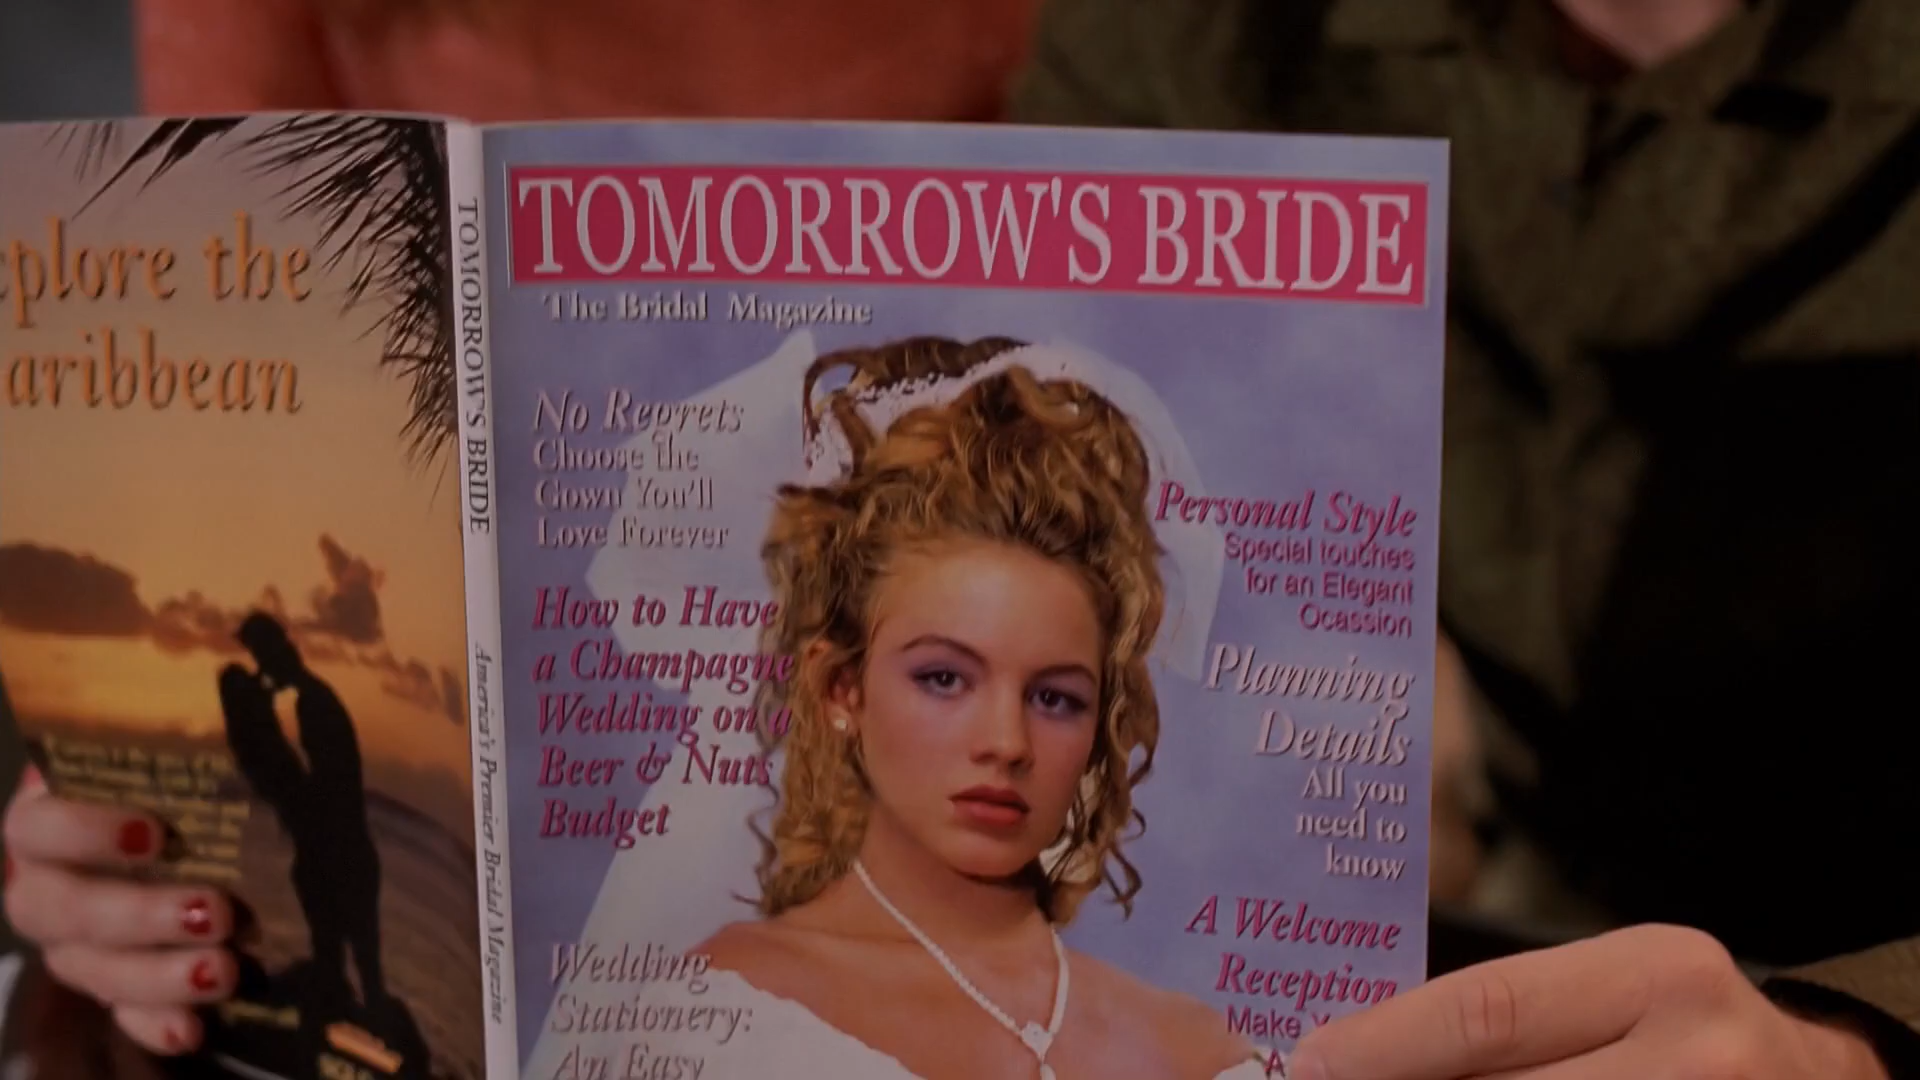 plore the
aribbean
TOMORROW'S BRIDE
America's Premier Bridal Magazine
TOMORROW'S BRIDE
The Bridal Magazine
No Regrets
Choose the
Gown You'll
Love Forever
How to Have
a Champagne
Wedding on a
Beer & Nuts
Budget
Wedding
Stationery:
An Easy
Personal Style
Special touches
for an Elegant
Ocassion
Planning
Details
All you
need to
know
A Welcome
Reception
Make
A